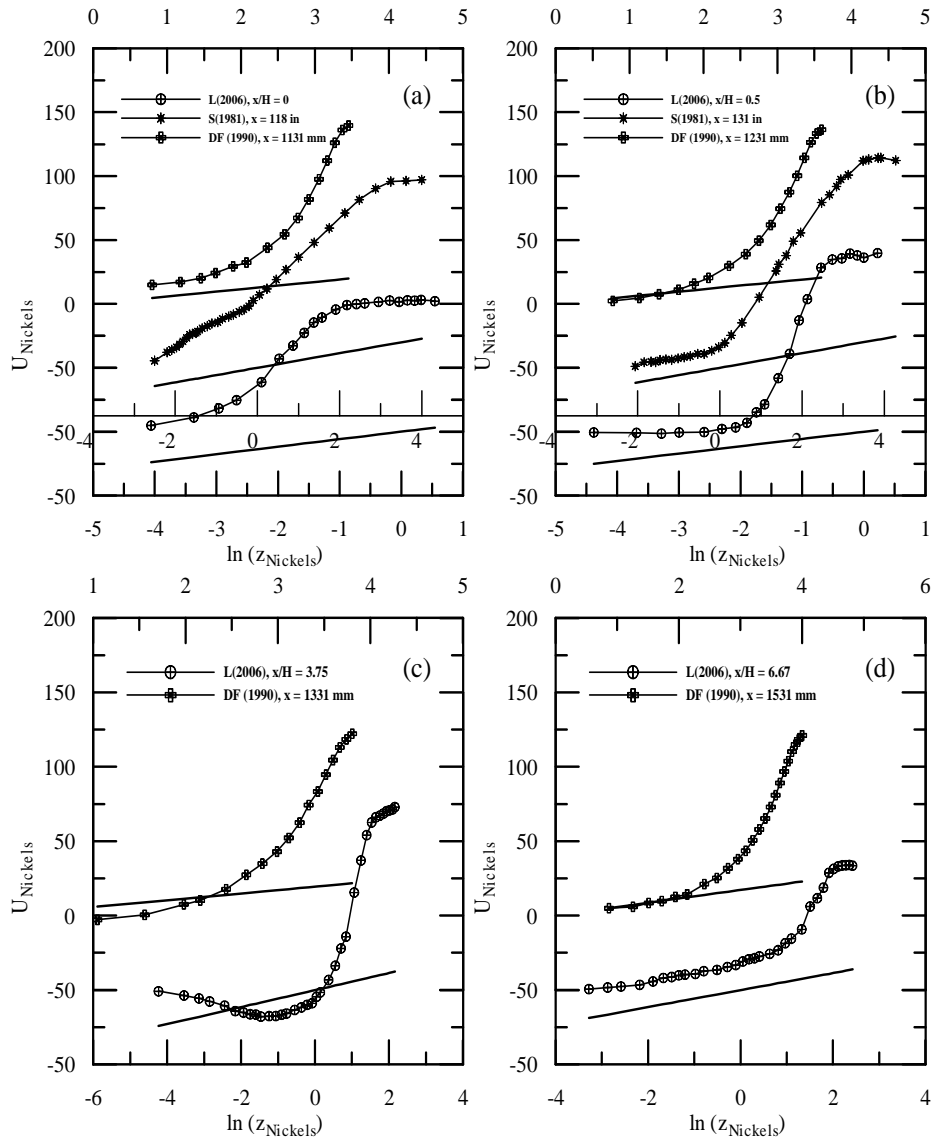 0 1 2 3 4 5
200
150
100
50
0
-50
-50
U_Nickels
(a)
L(2006), x/H = 0
S(1981), x = 118 in
DF (1990), x = 1131 mm
-4 -2 0 2 4
-5 -4 -3 -2 -1 0 1
ln (z_Nickels)
0 1 2 3 4 5
200
150
100
50
0
-50
-50
U_Nickels
(b)
L(2006), x/H = 0.5
S(1981), x = 131 in
DF (1990), x = 1231 mm
-4 -2 0 2 4
-5 -4 -3 -2 -1 0 1
ln (z_Nickels)
1 2 3 4 5
200
150
100
50
0
-50
-50
U_Nickels
(c)
L(2006), x/H = 3.75
DF (1990), x = 1331 mm
-6 -4 -2 0 2 4
ln (z_Nickels)
0 2 4 6
200
150
100
50
0
-50
-50
U_Nickels
(d)
L(2006), x/H = 6.67
DF (1990), x = 1531 mm
-4 -2 0 2 4
ln (z_Nickels)